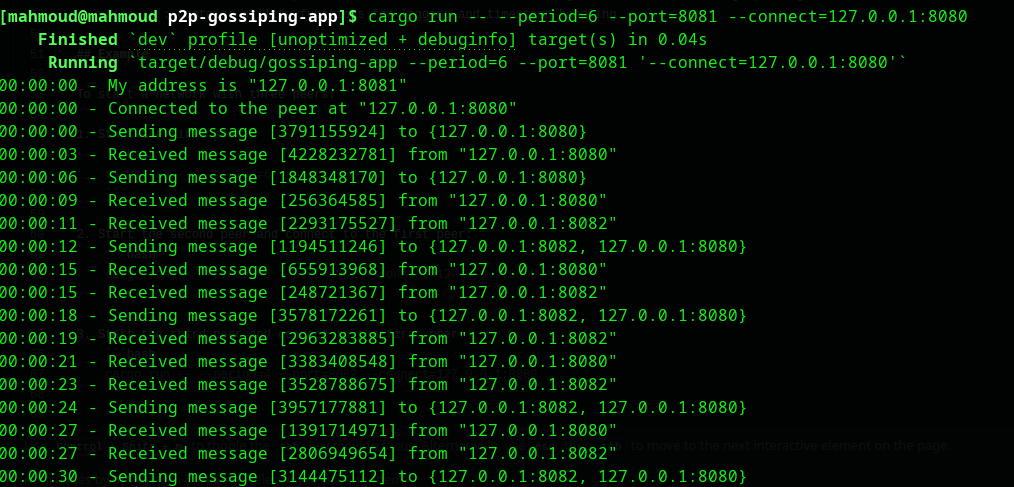 [mahmoud@mahmoud p2p-gossiping-app]$ cargo run -- --period=6 --port=8081 --connect=127.0.0.1:8080
Finished `dev` profile [unoptimized + debuginfo] target(s) in 0.04s
Running `target/debug/gossiping-app --period=6 --port=8081 '--connect=127.0.0.1:8080'`
00:00:00 - My address is "127.0.0.1:8081"
00:00:00 - Connected to the peer at "127.0.0.1:8080"
00:00:00 - Sending message [3791155924] to {127.0.0.1:8080}
00:00:03 - Received message [4228232781] from "127.0.0.1:8080"
00:00:06 - Sending message [1848348170] to {127.0.0.1:8080}
00:00:09 - Received message [256364585] from "127.0.0.1:8080"
00:00:11 - Received message [2293175527] from "127.0.0.1:8082"
00:00:12 - Sending message [1194511246] to {127.0.0.1:8082, 127.0.0.1:8080}
00:00:15 - Received message [655913968] from "127.0.0.1:8080"
00:00:15 - Received message [248721367] from "127.0.0.1:8082"
00:00:18 - Sending message [3578172261] to {127.0.0.1:8082, 127.0.0.1:8080}
00:00:19 - Received message [2963283885] from "127.0.0.1:8082"
00:00:21 - Received message [3383408548] from "127.0.0.1:8080"
00:00:23 - Received message [3528788675] from "127.0.0.1:8082"
00:00:24 - Sending message [3957177881] to {127.0.0.1:8082, 127.0.0.1:8080}
00:00:27 - Received message [1391714971] from "127.0.0.1:8080"
00:00:27 - Received message [2806949654] from "127.0.0.1:8082"
to move to the next interactive element on the page.
00:00:30 - Sending message [3144475112] to {127.0.0.1:8082, 127.0.0.1:8080}